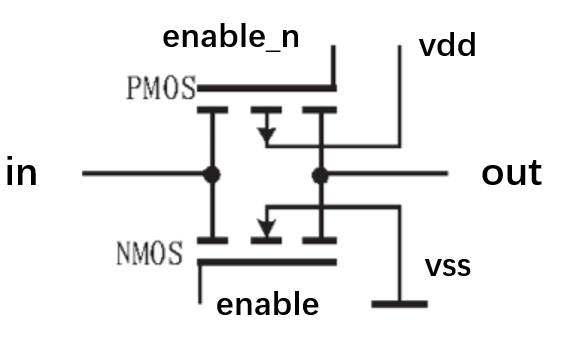 enable_n
vdd
PMOS
in
out
NMOS
vss
enable